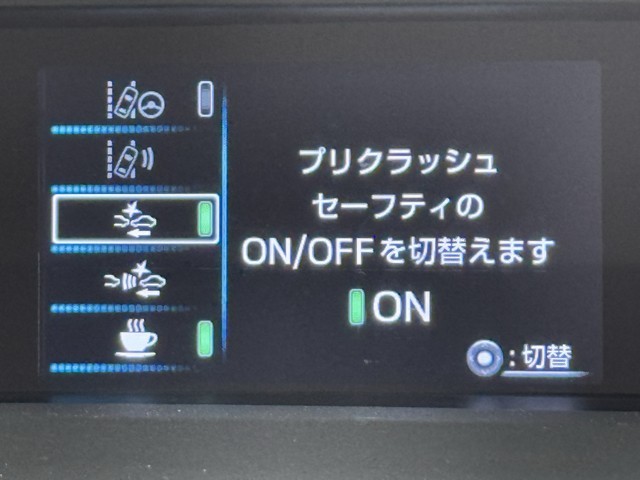 プリクラッシュ
セーフティの
ON/OFFを切替えます
ON
:切替